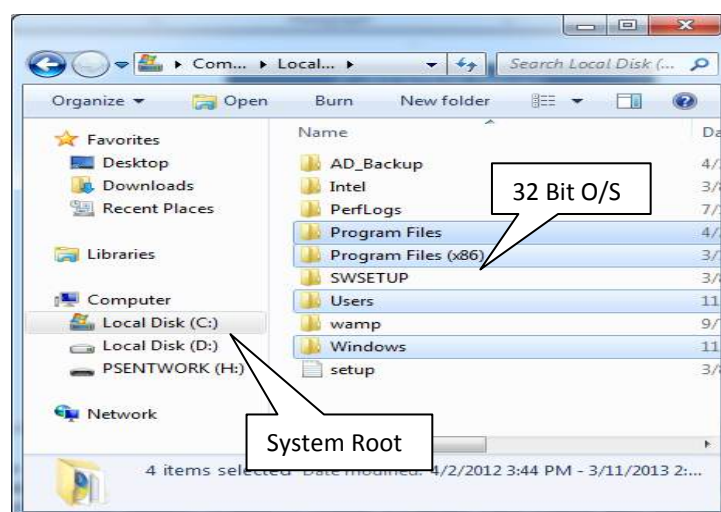 Com... Local... Search Local Disk (...
Organize Open Burn New folder
Favorites
Desktop
Downloads
Recent Places
Libraries
Computer
Local Disk (C:)
Local Disk (D:)
PSENTWORK (H:)
Network
Name
AD_Backup
Intel
PerfLogs
Program Files
Program Files (x86)
SWSETUP
Users
wamp
Windows
setup
32 Bit O/S
System Root
4 items selected Date modified: 4/2/2012 3:44 PM - 3/11/2013 2:...